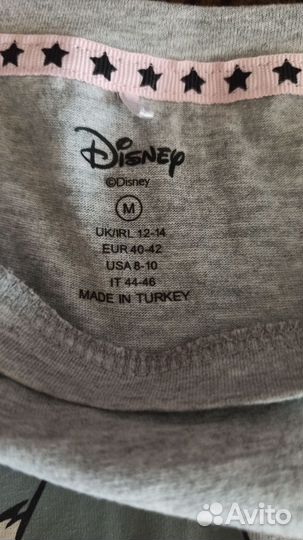 Disney
©Disney
M
UK/IRL 12-14
EUR 40-42
USA 8-10
IT 44-46
MADE IN TURKEY
Avito